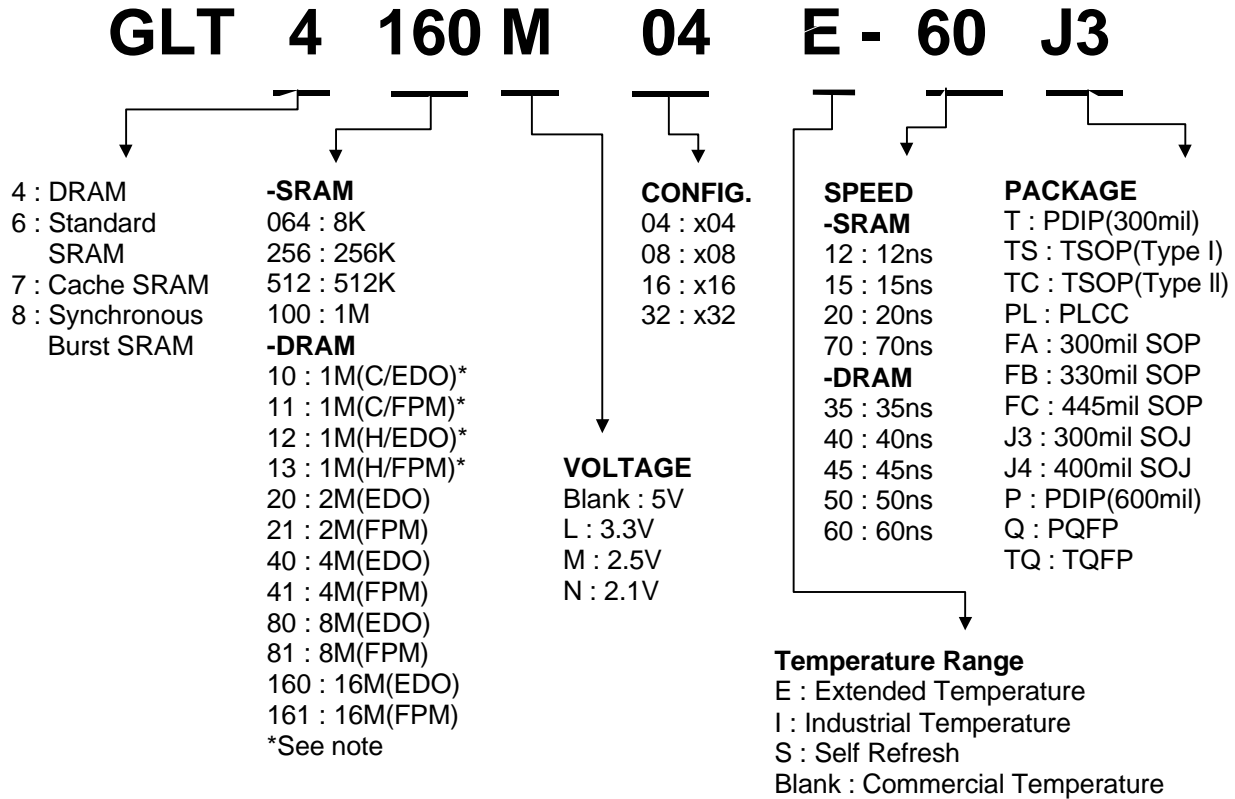 GLT 4 160 M 04 E - 60 J3
4 : DRAM
6 : Standard
SRAM
7 : Cache SRAM
8 : Synchronous
Burst SRAM
-SRAM
064 : 8K
256 : 256K
512 : 512K
100 : 1M
-DRAM
10 : 1M(C/EDO)*
11 : 1M(C/FPM)*
12 : 1M(H/EDO)*
13 : 1M(H/FPM)*
20 : 2M(EDO)
21 : 2M(FPM)
40 : 4M(EDO)
41 : 4M(FPM)
80 : 8M(EDO)
81 : 8M(FPM)
160 : 16M(EDO)
161 : 16M(FPM)
*See note
VOLTAGE
Blank : 5V
L : 3.3V
M : 2.5V
N : 2.1V
CONFIG.
04 : x04
08 : x08
16 : x16
32 : x32
SPEED
-SRAM
12 : 12ns
15 : 15ns
20 : 20ns
70 : 70ns
-DRAM
35 : 35ns
40 : 40ns
45 : 45ns
50 : 50ns
60 : 60ns
PACKAGE
T : PDIP(300mil)
TS : TSOP(Type I)
TC : TSOP(Type ll)
PL : PLCC
FA : 300mil SOP
FB : 330mil SOP
FC : 445mil SOP
J3 : 300mil SOJ
J4 : 400mil SOJ
P : PDIP(600mil)
Q : PQFP
TQ : TQFP
Temperature Range
E : Extended Temperature
I : Industrial Temperature
S : Self Refresh
Blank : Commercial Temperature